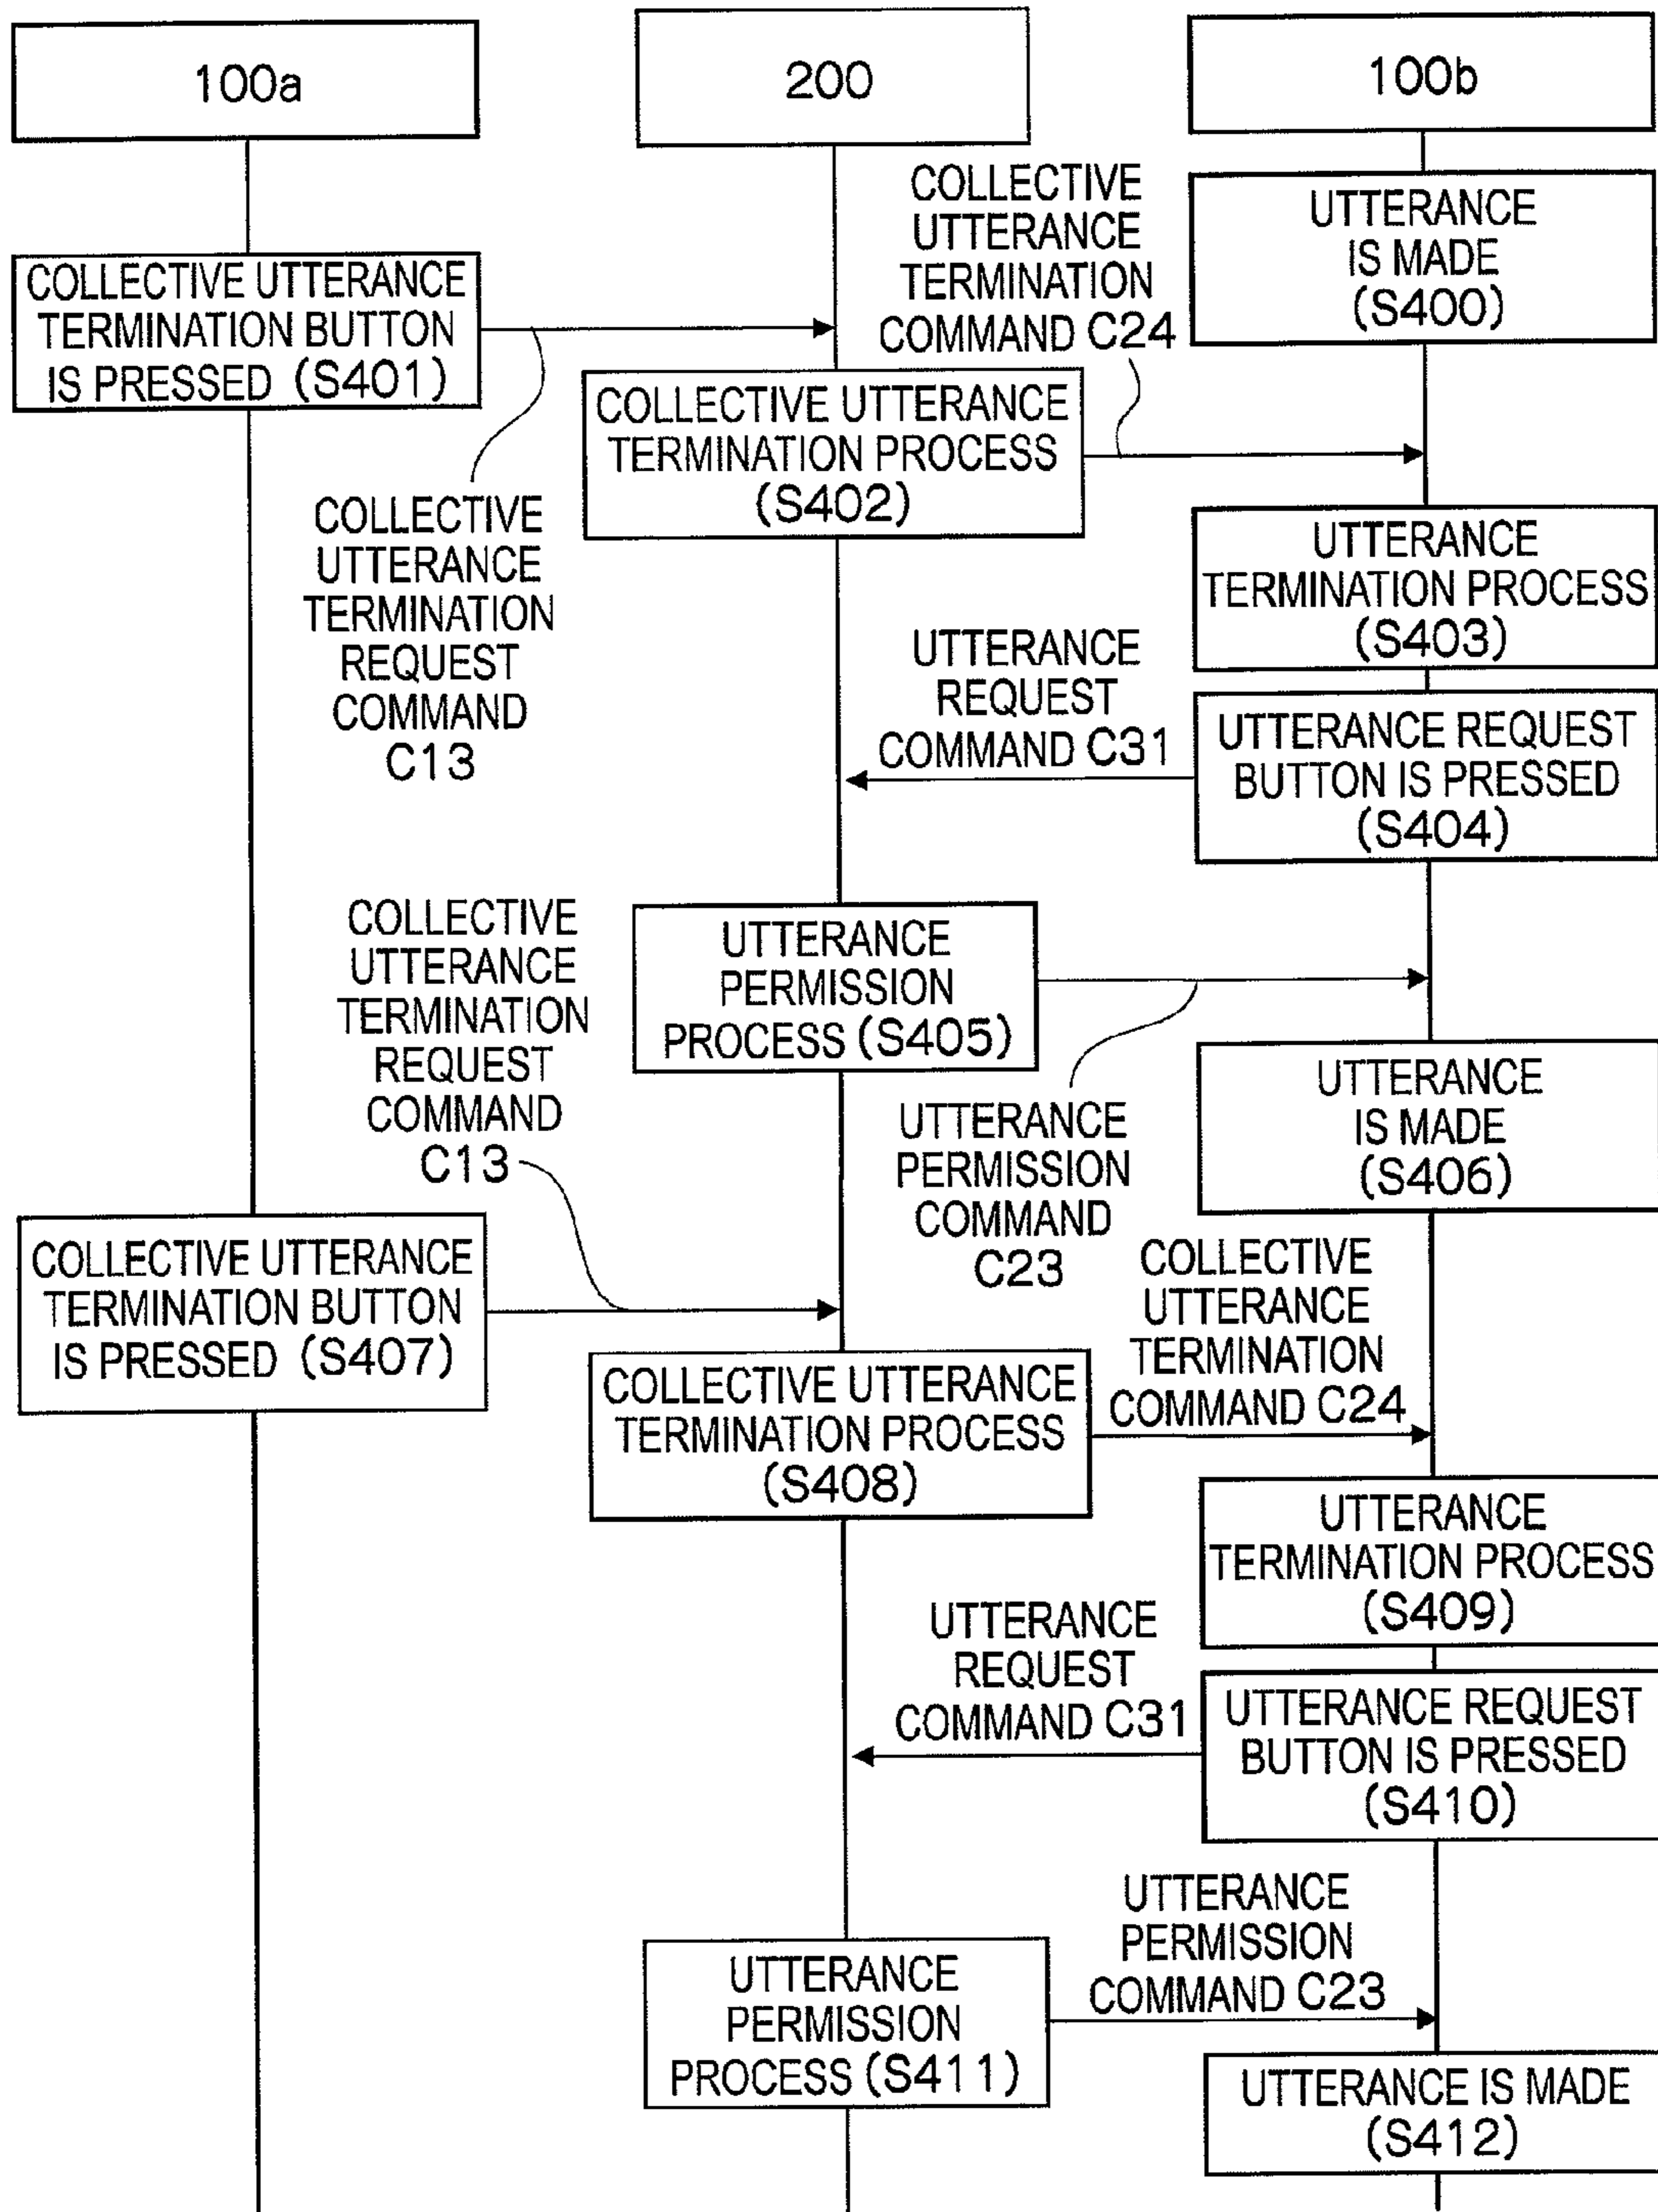 100a
200
100b
UTTERANCE
IS MADE
(S400)
COLLECTIVE
UTTERANCE
TERMINATION
COMMAND C24
COLLECTIVE UTTERANCE
TERMINATION BUTTON
IS PRESSED (S401)
COLLECTIVE UTTERANCE
TERMINATION PROCESS
(S402)
COLLECTIVE
UTTERANCE
TERMINATION
REQUEST
COMMAND
C13
UTTERANCE
TERMINATION PROCESS
(S403)
UTTERANCE
REQUEST
COMMAND C31
UTTERANCE REQUEST
BUTTON IS PRESSED
(S404)
COLLECTIVE
UTTERANCE
TERMINATION
REQUEST
COMMAND
C13
UTTERANCE
PERMISSION
PROCESS (S405)
UTTERANCE
IS MADE
(S406)
UTTERANCE
PERMISSION
COMMAND
C23
COLLECTIVE UTTERANCE
TERMINATION BUTTON
IS PRESSED (S407)
COLLECTIVE
UTTERANCE
TERMINATION
COMMAND C24
COLLECTIVE UTTERANCE
TERMINATION PROCESS
(S408)
UTTERANCE
TERMINATION PROCESS
(S409)
UTTERANCE
REQUEST
COMMAND C31
UTTERANCE REQUEST
BUTTON IS PRESSED
(S410)
UTTERANCE
PERMISSION
COMMAND C23
UTTERANCE
PERMISSION
PROCESS (S411)
UTTERANCE IS MADE
(S412)